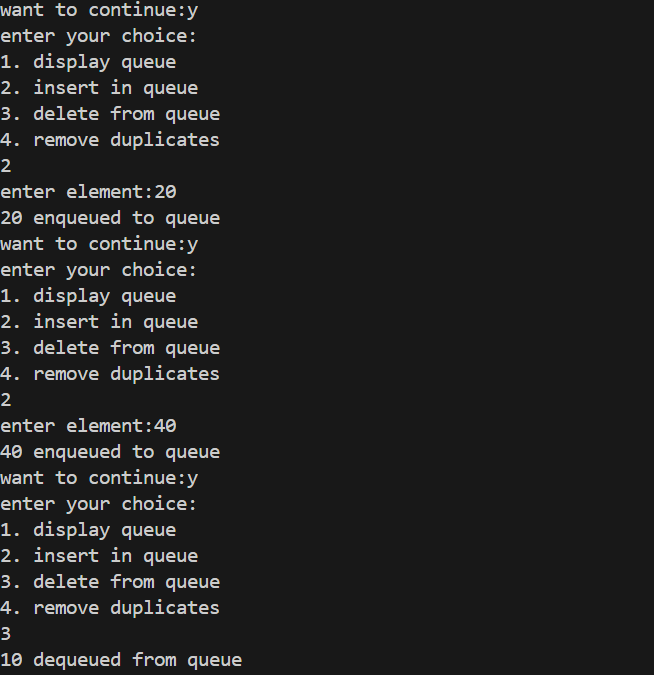 want to continue:y
enter your choice:
1. display queue
2. insert in queue
3. delete from queue
4. remove duplicates
2
enter element:20
20 enqueued to queue
want to continue:y
enter your choice:
1. display queue
2. insert in queue
3. delete from queue
4. remove duplicates
2
enter element:40
40 enqueued to queue
want to continue:y
enter your choice:
1. display queue
2. insert in queue
3. delete from queue
4. remove duplicates
3
10 dequeued from queue